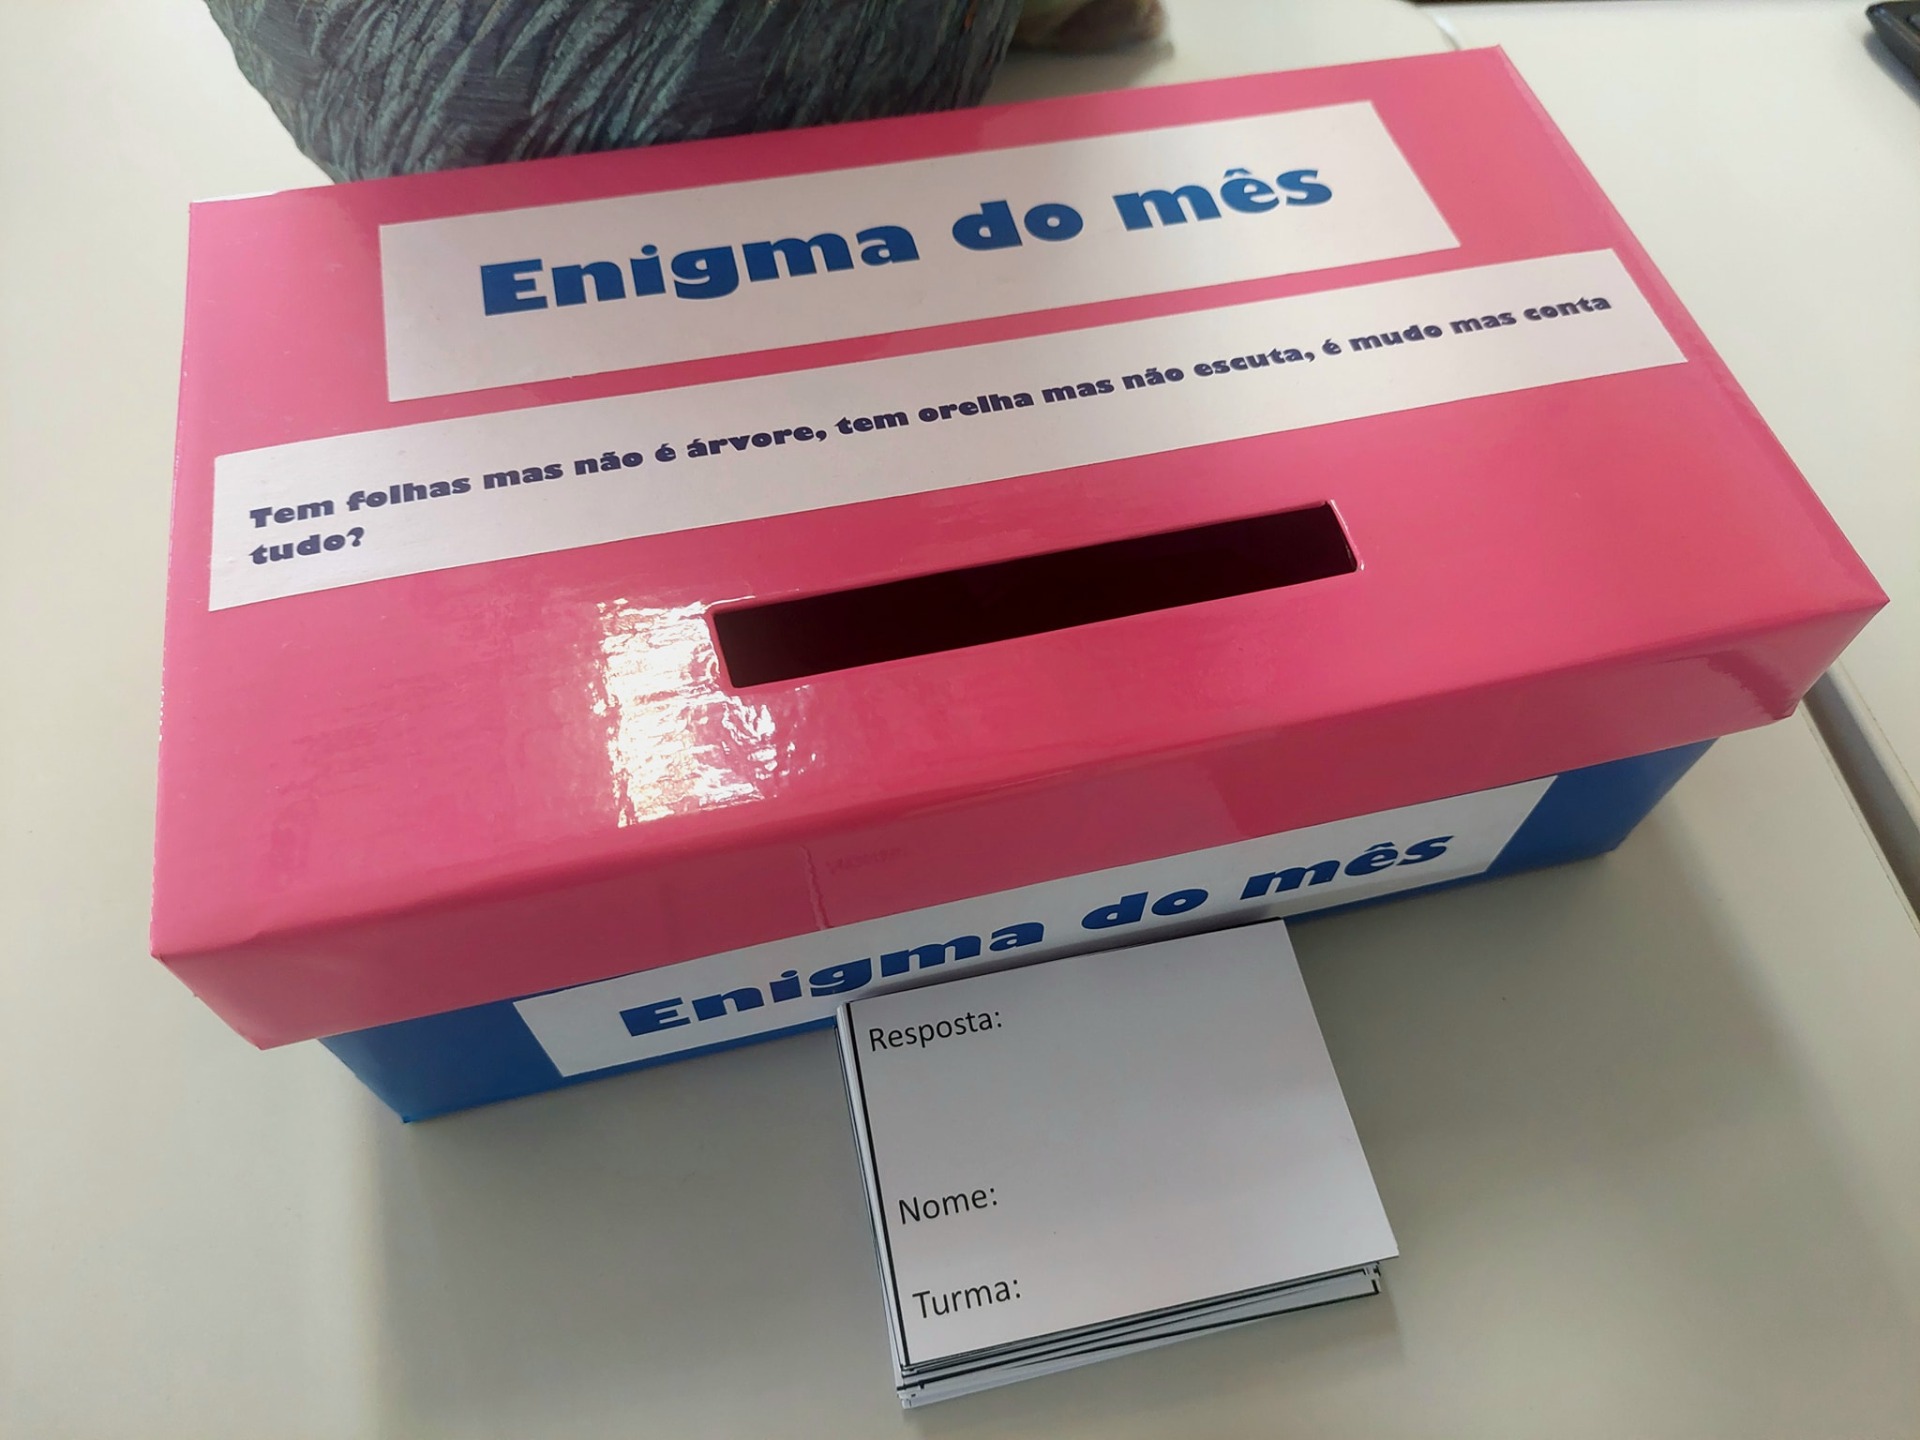 Enigma do mês
Tem folhas mas não é árvore, tem orelha mas não escuta, é mudo mas conta
tudo?
Enigma do mês
Resposta:
Nome:
Turma: